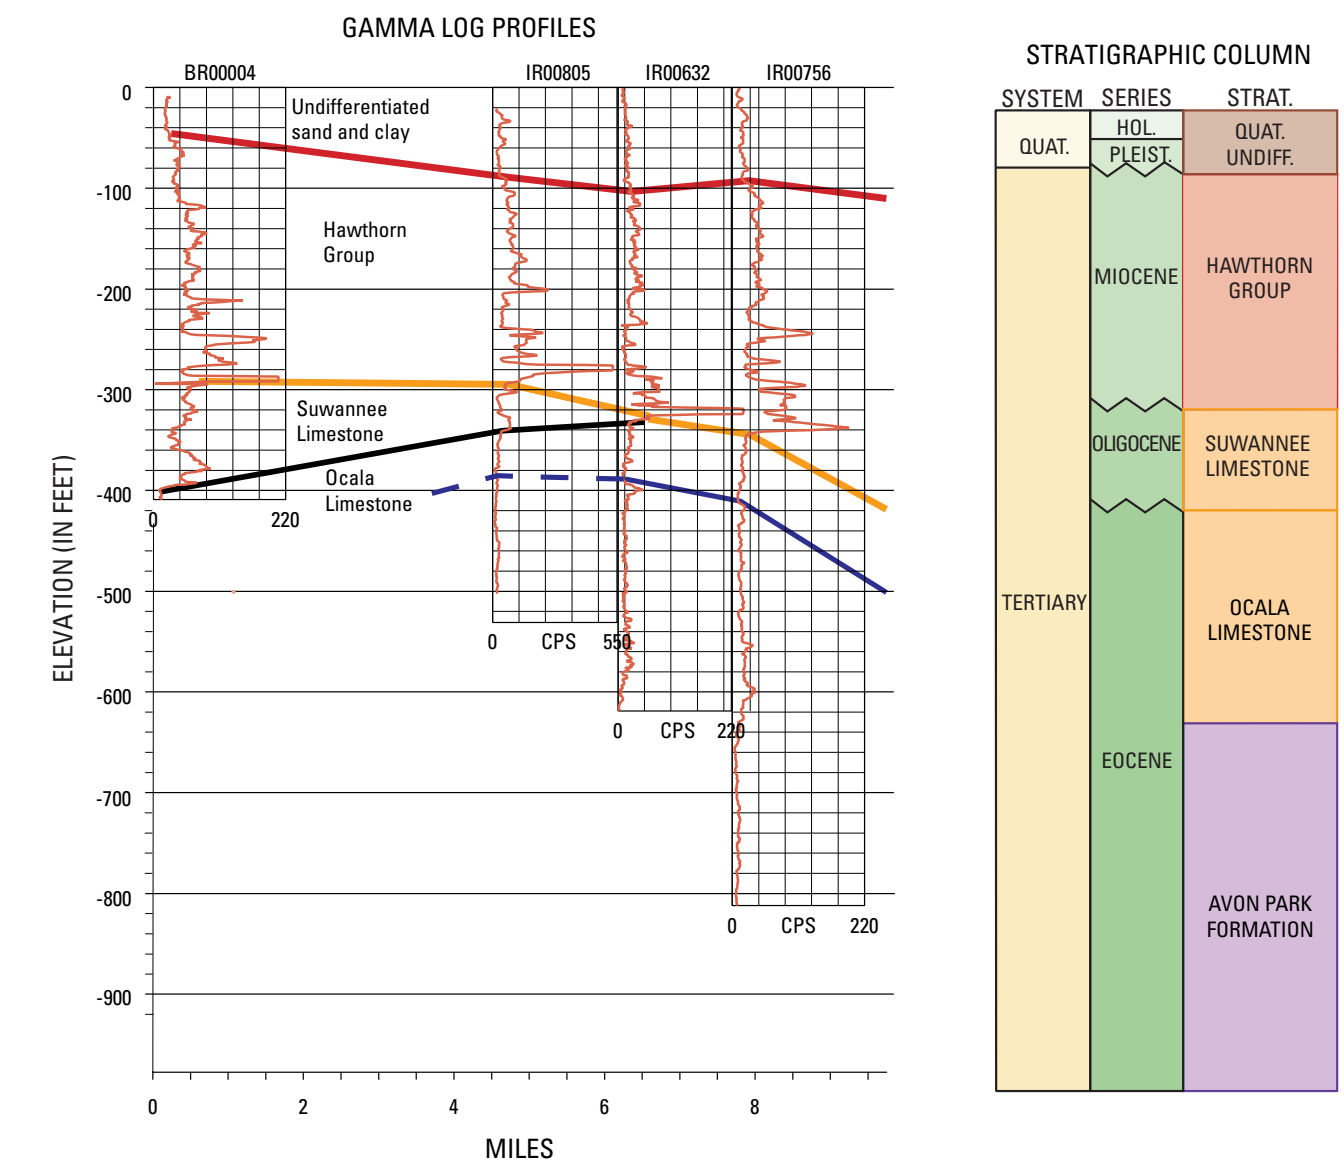 GAMMA LOG PROFILES
BR00004
IR00805
IR00632
IR00756
0
-100
-200
-300
-400
-500
-600
-700
-800
-900
ELEVATION (IN FEET)
Undifferentiated
sand and clay
Hawthorn
Group
Suwannee
Limestone
Ocala
Limestone
0
220
0
CPS
550
0
CPS
220
0
CPS
220
0
2
4
6
8
MILES
STRATIGRAPHIC COLUMN
SYSTEM
SERIES
STRAT.
QUAT.
HOL.
PLEIST.
QUAT.
UNDIFF.
MIOCENE
HAWTHORN
GROUP
OLIGOCENE
SUWANNEE
LIMESTONE
TERTIARY
OCALA
LIMESTONE
EOCENE
AVON PARK
FORMATION